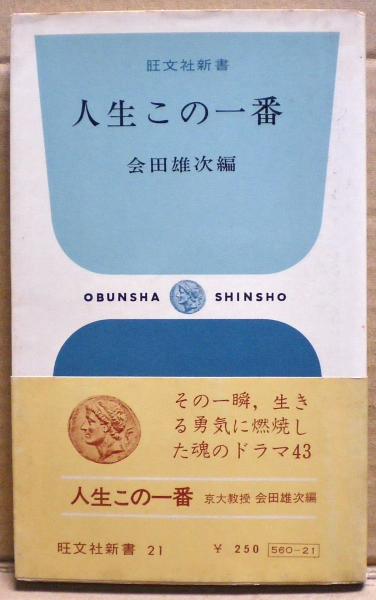 旺文社新書
人生この一番
会田雄次編
OBUNSHA SHINSHO
その一瞬，生き
る勇気に燃焼し
た魂のドラマ43
人生この一番 京大教授 会田雄次編
旺文社新書 21 ¥ 250 560-21